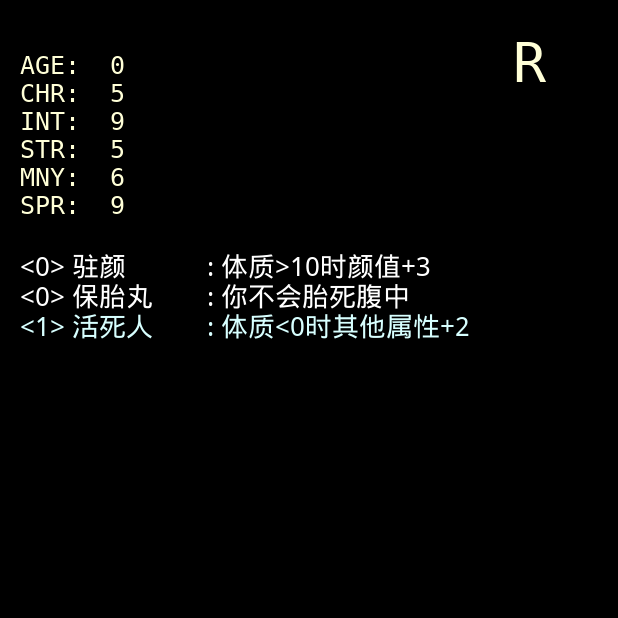 R
AGE: 0
CHR: 5
INT: 9
STR: 5
MNY: 6
SPR: 9
<0> 驻颜 : 体质>10时颜值+3
<0> 保胎丸 : 你不会胎死腹中
<1> 活死人 : 体质<0时其他属性+2